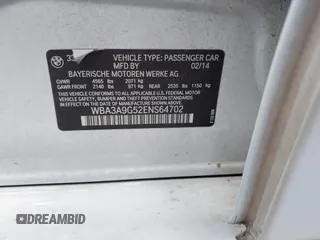 VEHICLE TYPE: PASSENGER CAR
MFD BY 02/14
BAYERISCHE MOTOREN WERKE AG
GVWR 4565 lbs 2071 kg
GAWR FRONT 2140 lbs 971 kg GAWR REAR 2535 lbs 1150 kg
THIS VEHICLE CONFORMS TO ALL APPLICABLE U.S. FEDERAL MOTOR
VEHICLE SAFETY, BUMPER AND THEFT PREVENTION STANDARDS IN
EFFECT ON THE DATE OF MANUFACTURE SHOWN ABOVE.
WBA3A9G52ENS64702
DREAMBID